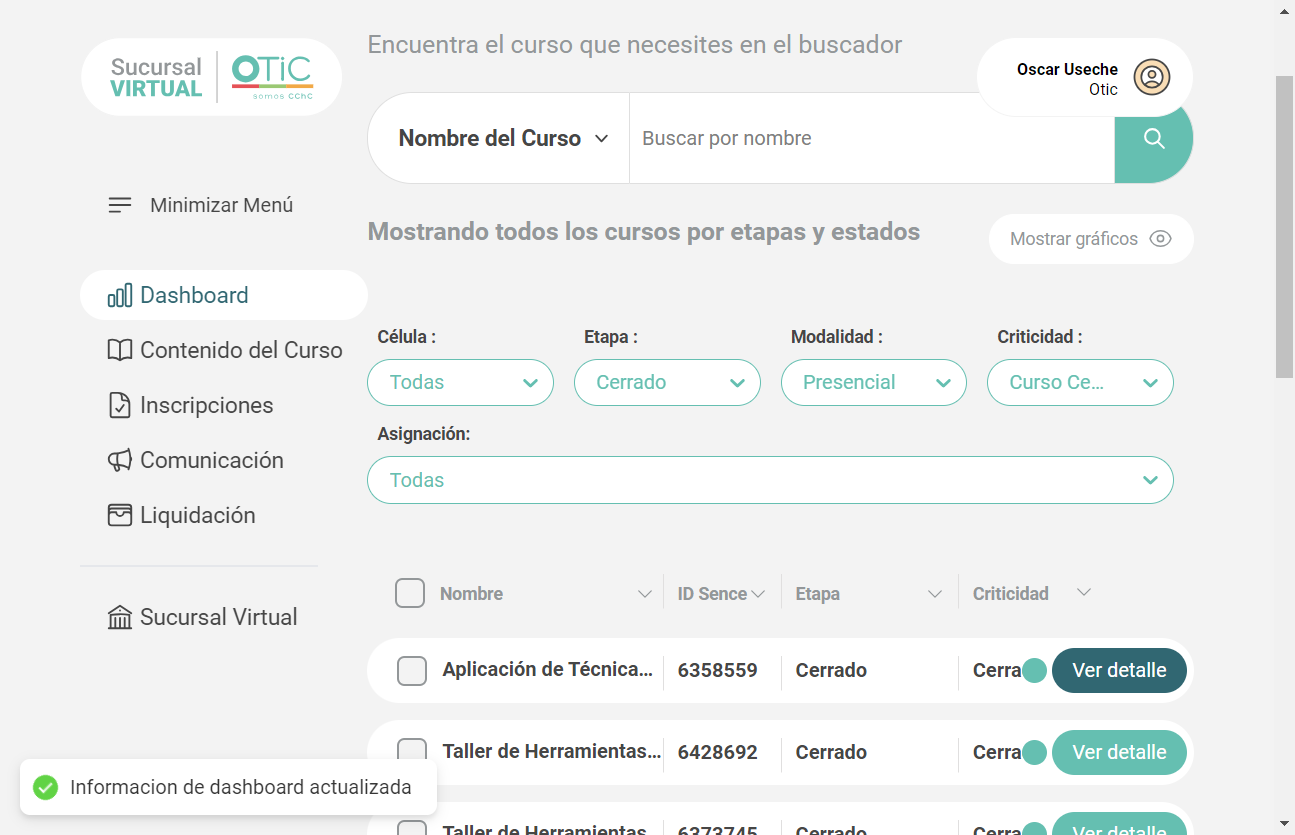 Encuentra el curso que necesites en el buscador
Sucursal
VIRTUAL
OTiC
somos CChC
Oscar Useche
Otic
Nombre del Curso
Buscar por nombre
Minimizar Menú
Mostrando todos los cursos por etapas y estados
Mostrar gráficos
Dashboard
Contenido del Curso
Inscripciones
Comunicación
Liquidación
Sucursal Virtual
Célula :
Etapa :
Modalidad :
Criticidad :
Todas
Cerrado
Presencial
Curso Ce...
Asignación:
Todas
Nombre
ID Sence
Etapa
Criticidad
Aplicación de Técnica... 6358559 Cerrado Cerra Ver detalle
Taller de Herramientas... 6428692 Cerrado Cerra Ver detalle
Taller de Herramientas... 6373745 Cerrado Cerra Ver detalle
Informacion de dashboard actualizada